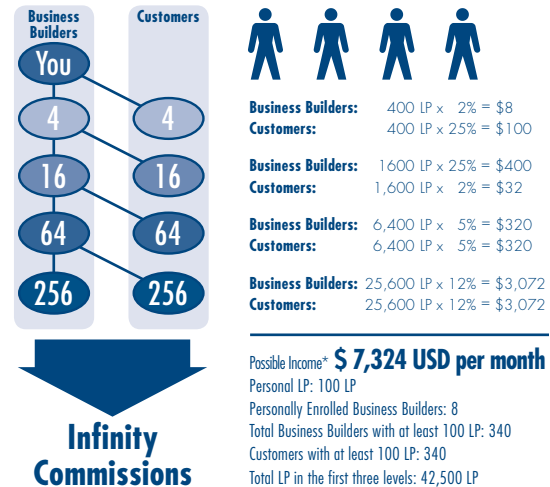 Business
Builders
Customers
You
4
4
16
16
64
64
256
256
Infinity
Commissions
Business Builders: 400 LP x 2% = $8
Customers: 400 LP x 25% = $100
Business Builders: 1600 LP x 25% = $400
Customers: 1,600 LP x 2% = $32
Business Builders: 6,400 LP x 5% = $320
Customers: 6,400 LP x 5% = $320
Business Builders: 25,600 LP x 12% = $3,072
Customers: 25,600 LP x 12% = $3,072
Possible Income* $ 7,324 USD per month
Personal LP: 100 LP
Personally Enrolled Business Builders: 8
Total Business Builders with at least 100 LP: 340
Customers with at least 100 LP: 340
Total LP in the first three levels: 42,500 LP